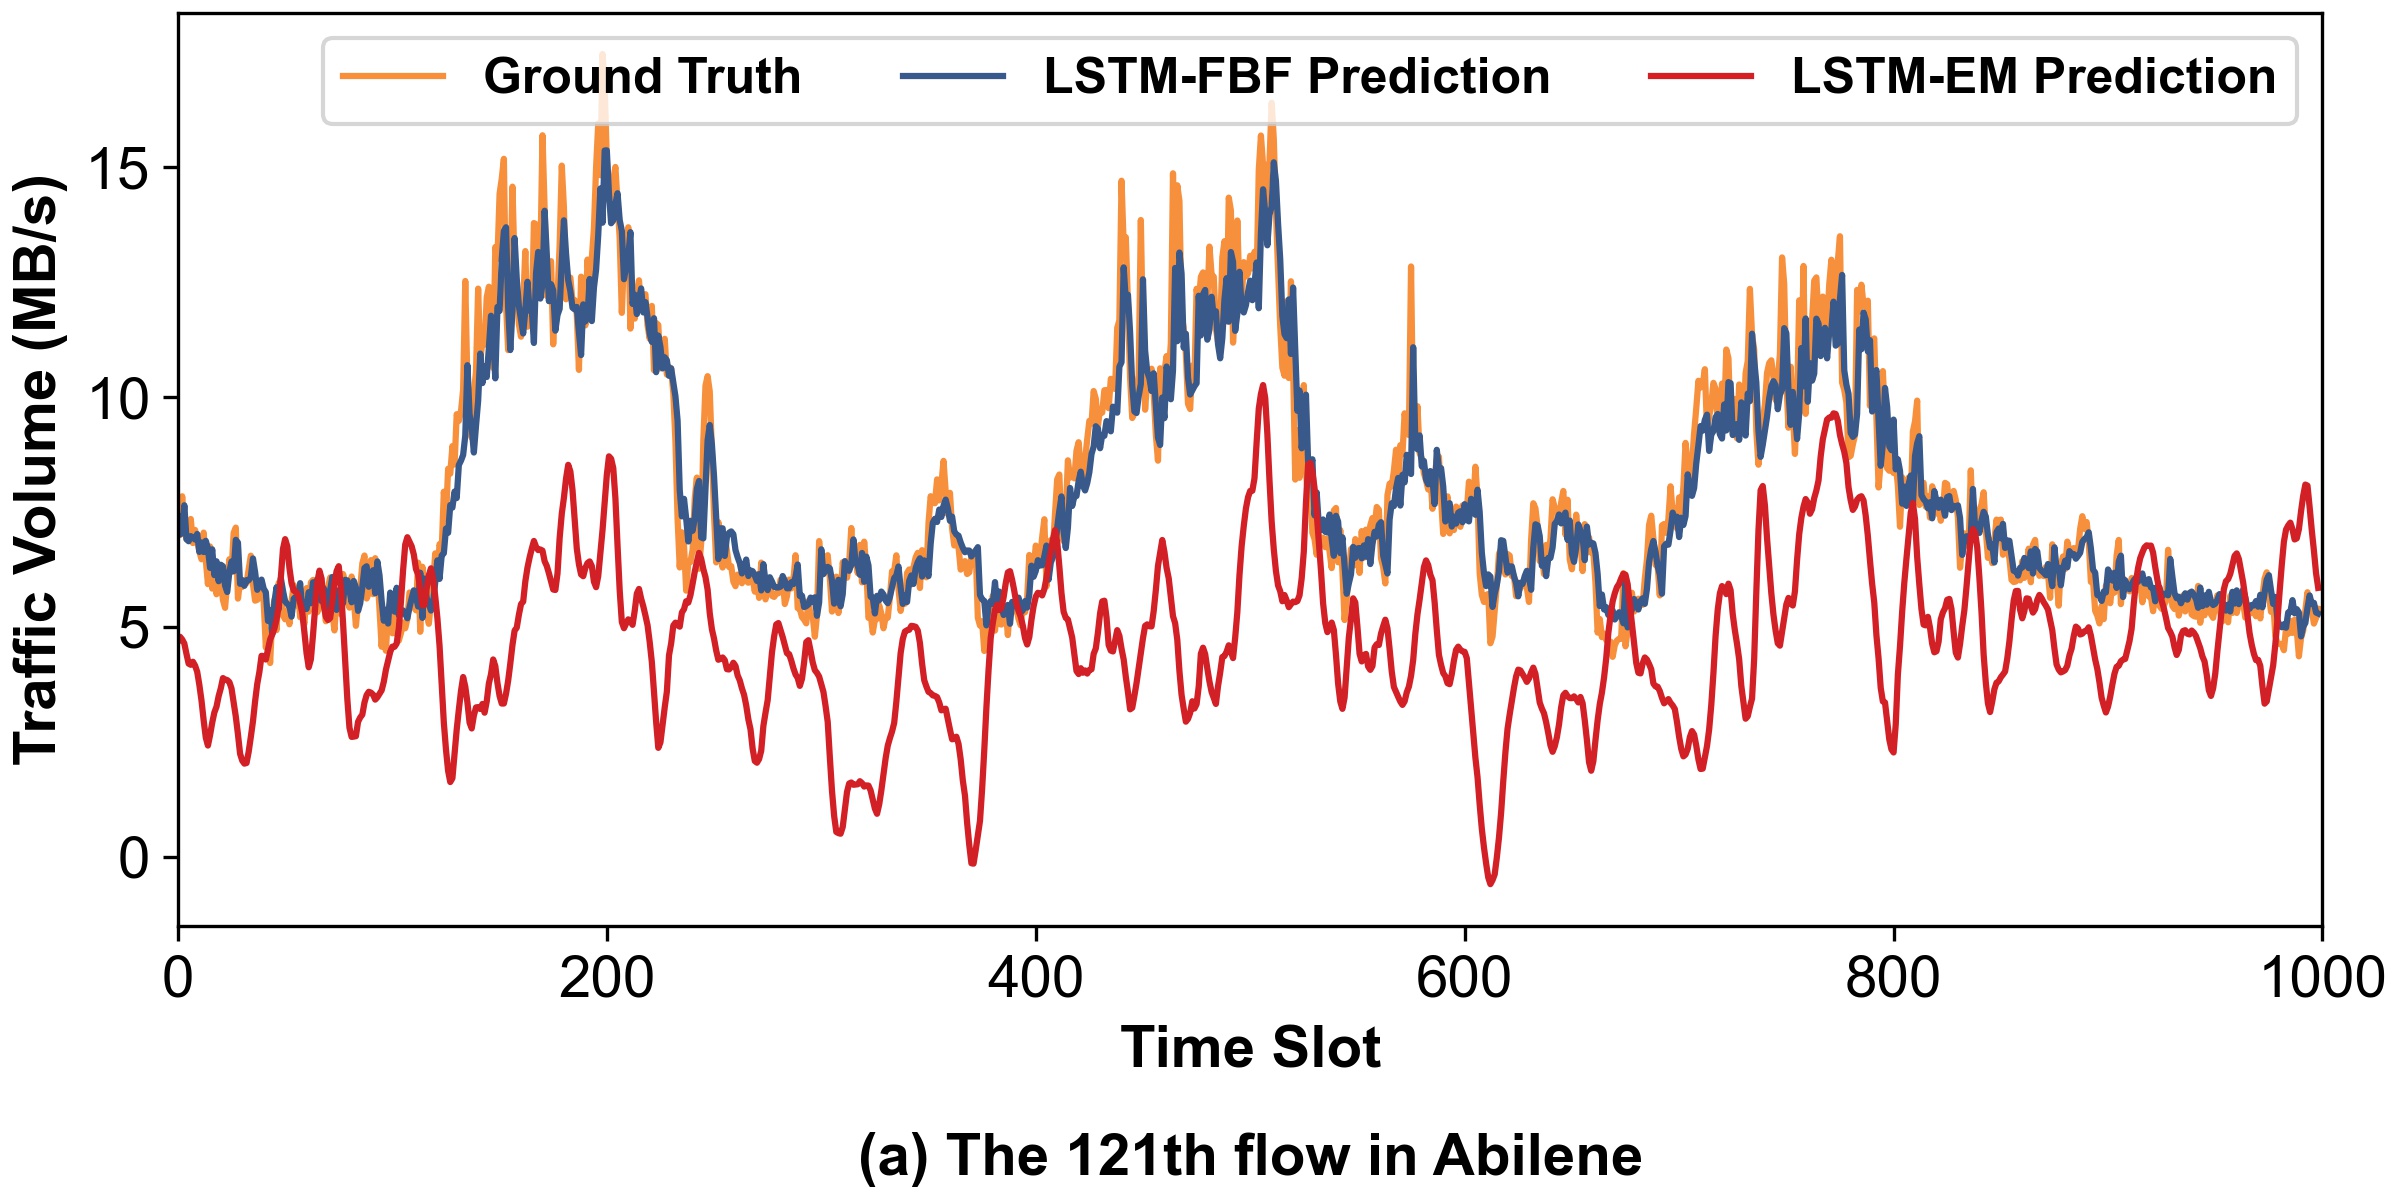 Ground Truth LSTM-FBF Prediction LSTM-EM Prediction
Traffic Volume (MB/s)
15
10
5
0
0 200 400 600 800 1000
Time Slot
(a) The 121th flow in Abilene